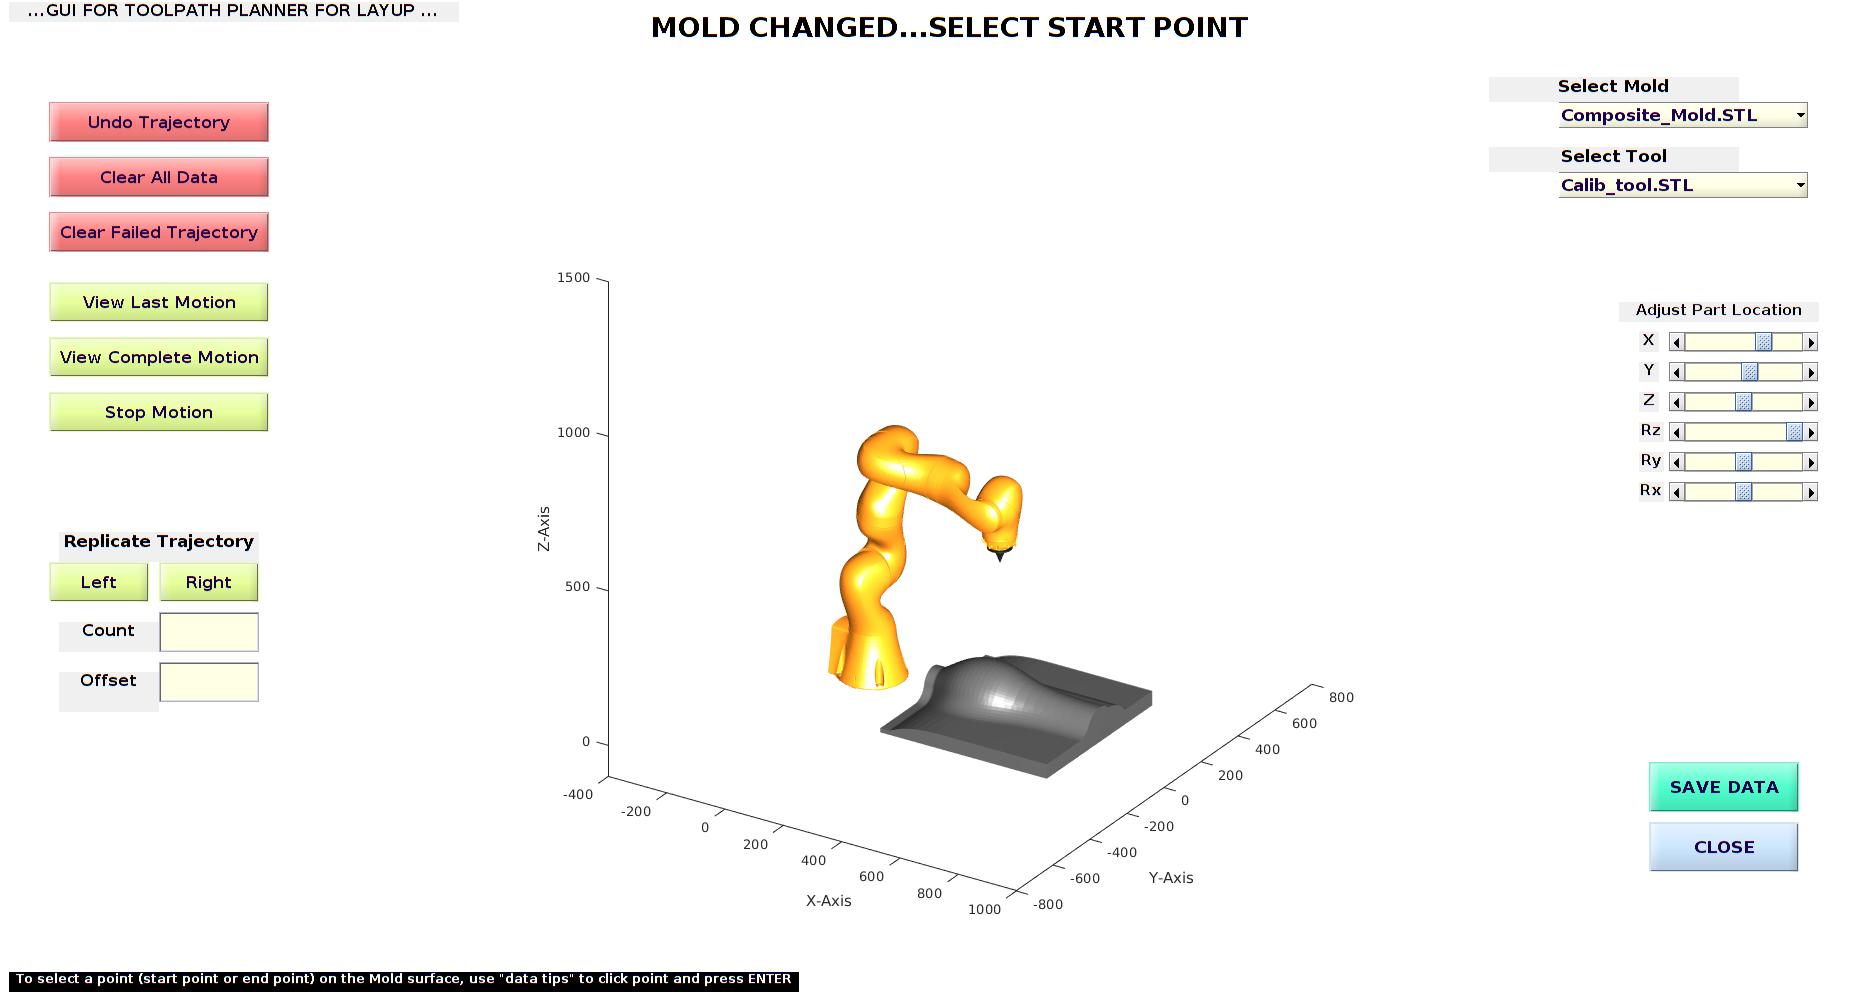 ...GUI FOR TOOLPATH PLANNER FOR LAYUP ...
MOLD CHANGED...SELECT START POINT
Undo Trajectory
Clear All Data
Clear Failed Trajectory
View Last Motion
View Complete Motion
Stop Motion
Replicate Trajectory
Left Right
Count
Offset
1500
1000
500
0
Z-Axis
-400
-200
0
200
400
600
800
1000
X-Axis
-800
-600
-400
-200
0
200
400
600
800
Y-Axis
Select Mold
Composite_Mold.STL
Select Tool
Calib_tool.STL
Adjust Part Location
X
Y
Z
Rz
Ry
Rx
SAVE DATA
CLOSE
To select a point (start point or end point) on the Mold surface, use "data tips" to click point and press ENTER